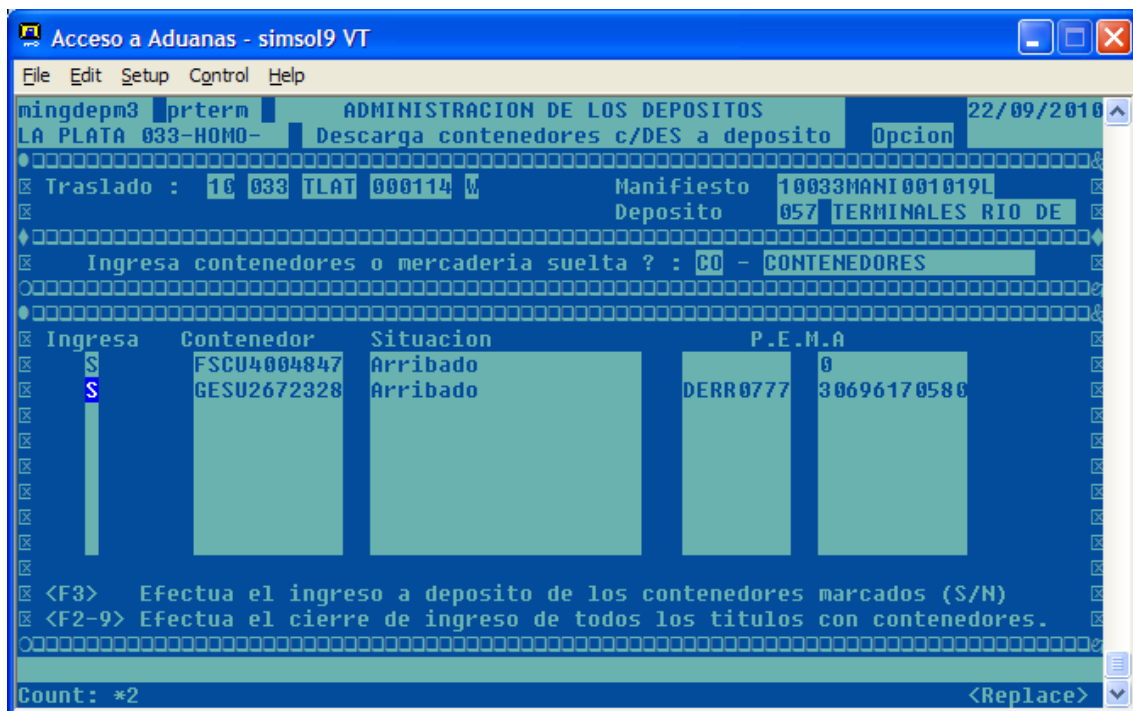 Acceso a Aduanas - simsol9 VT
File Edit Setup Control Help
mingdepm3 prterm ADMINISTRACION DE LOS DEPOSITOS 22/09/2010
LA PLATA 033-HOMO- Descarga contenedores c/DES a deposito Opcion
Traslado : 10 033 TLAT 000114 W Manifiesto 10033MANI001019L
Deposito 057 TERMINALES RIO DE
Ingresa contenedores o mercaderia suelta ? : CO - CONTENEDORES
Ingresa Contenedor Situacion P.E.M.A
S FSCU4004847 Arribado 0
S GESU2672328 Arribado DERR0777 30696170580
<F3> Efectua el ingreso a deposito de los contenedores marcados (S/N)
<F2-9> Efectua el cierre de ingreso de todos los titulos con contenedores.
Count: *2 <Replace>